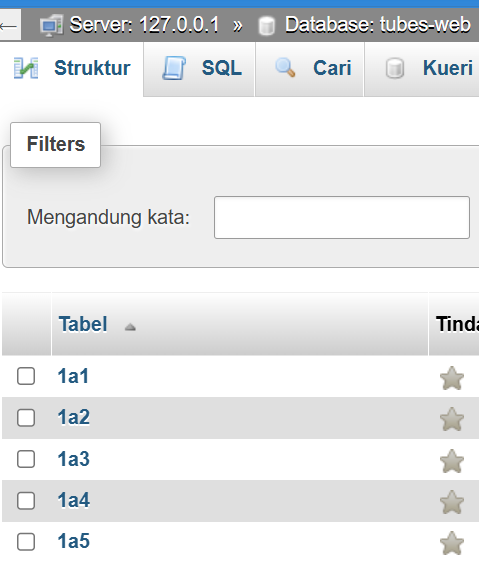 Server: 127.0.0.1 » Database: tubes-web
Struktur SQL Cari Kueri
Filters
Mengandung kata:
Tabel Tinda
1a1
1a2
1a3
1a4
1a5